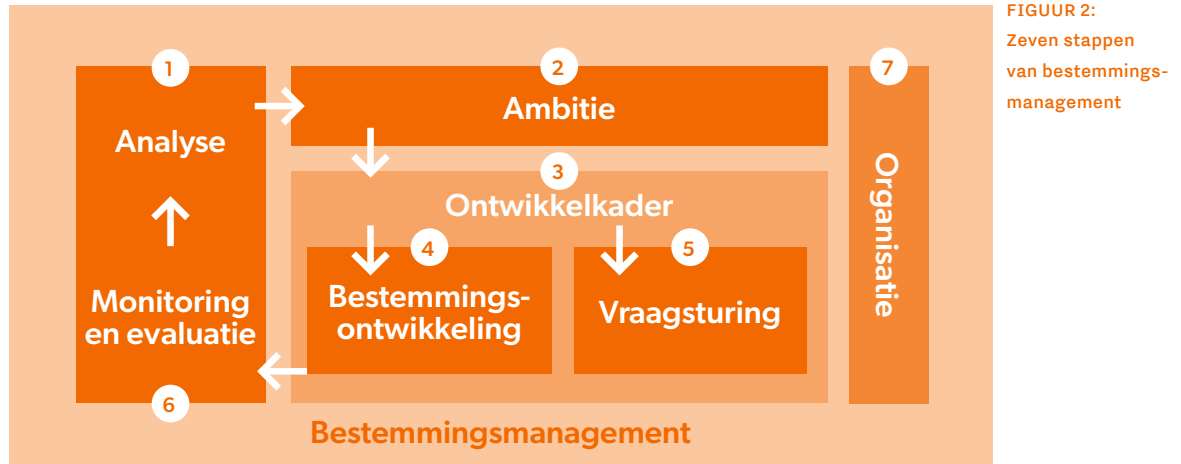 FIGUUR 2:
Zeven stappen
van bestemmings-
management
1
Analyse
2
Ambitie
3
Ontwikkelkader
4
Bestemmings-
ontwikkeling
5
Vraagsturing
Monitoring
en evaluatie
6
7
Organisatie
Bestemmingsmanagement